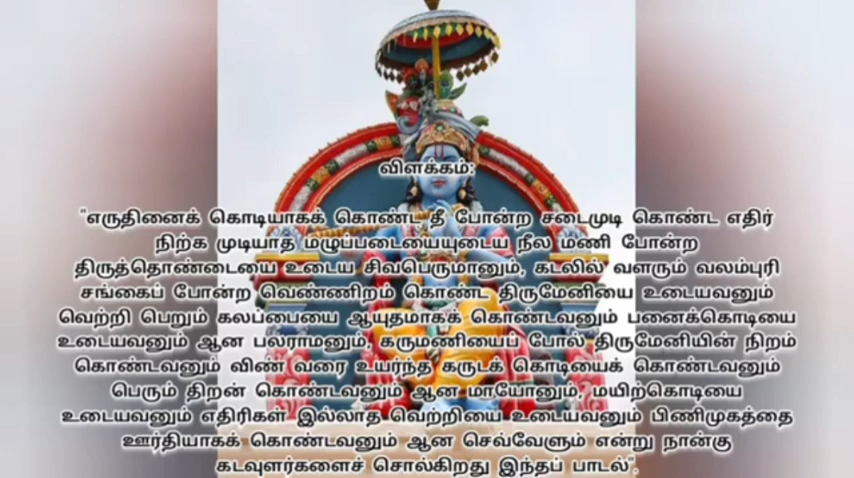 விளக்கம்:
"எருதினைக் கொடியாகக் கொண்ட தீ போன்ற சடைமுடி கொண்ட எதிர்
நிற்க முடியாத மழுப்படையையுடைய நீல மணி போன்ற
திருத்தொண்டையை உடைய சிவபெருமானும், கடலில் வளரும் வலம்புரி
சங்கைப் போன்ற வெண்ணிறம் கொண்ட திருமேனியை உடையவனும்
வெற்றி பெறும் கலப்பையை ஆயுதமாகக் கொண்டவனும் பனைக்கொடியை
உடையவனும் ஆன பலராமனும், கருமணியைப் போல் திருமேனியின் நிறம்
கொண்டவனும் விண் வரை உயர்ந்த கருடக் கொடியைக் கொண்டவனும்
பெரும் திறன் கொண்டவனும் ஆன மாயோனும், மயிற்கொடியை
உடையவனும் எதிரிகள் இல்லாத வெற்றியை உடையவனும் பிணிமுகத்தை
ஊர்தியாகக் கொண்டவனும் ஆன செவ்வேளும் என்று நான்கு
கடவுளர்களைச் சொல்கிறது இந்தப் பாடல்".